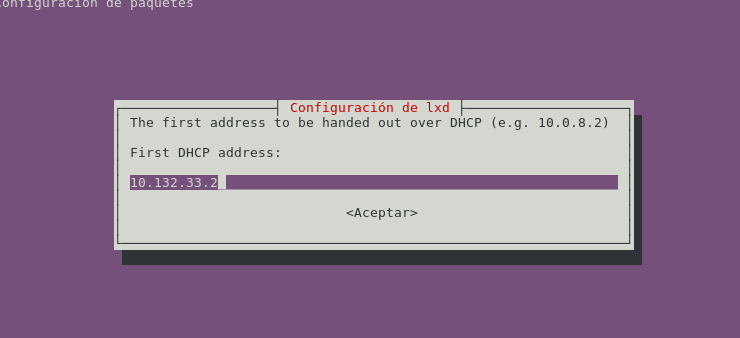 onfiguración de paquetes
Configuración de lxd
The first address to be handed out over DHCP (e.g. 10.0.8.2)
First DHCP address:
10.132.33.2
<Aceptar>